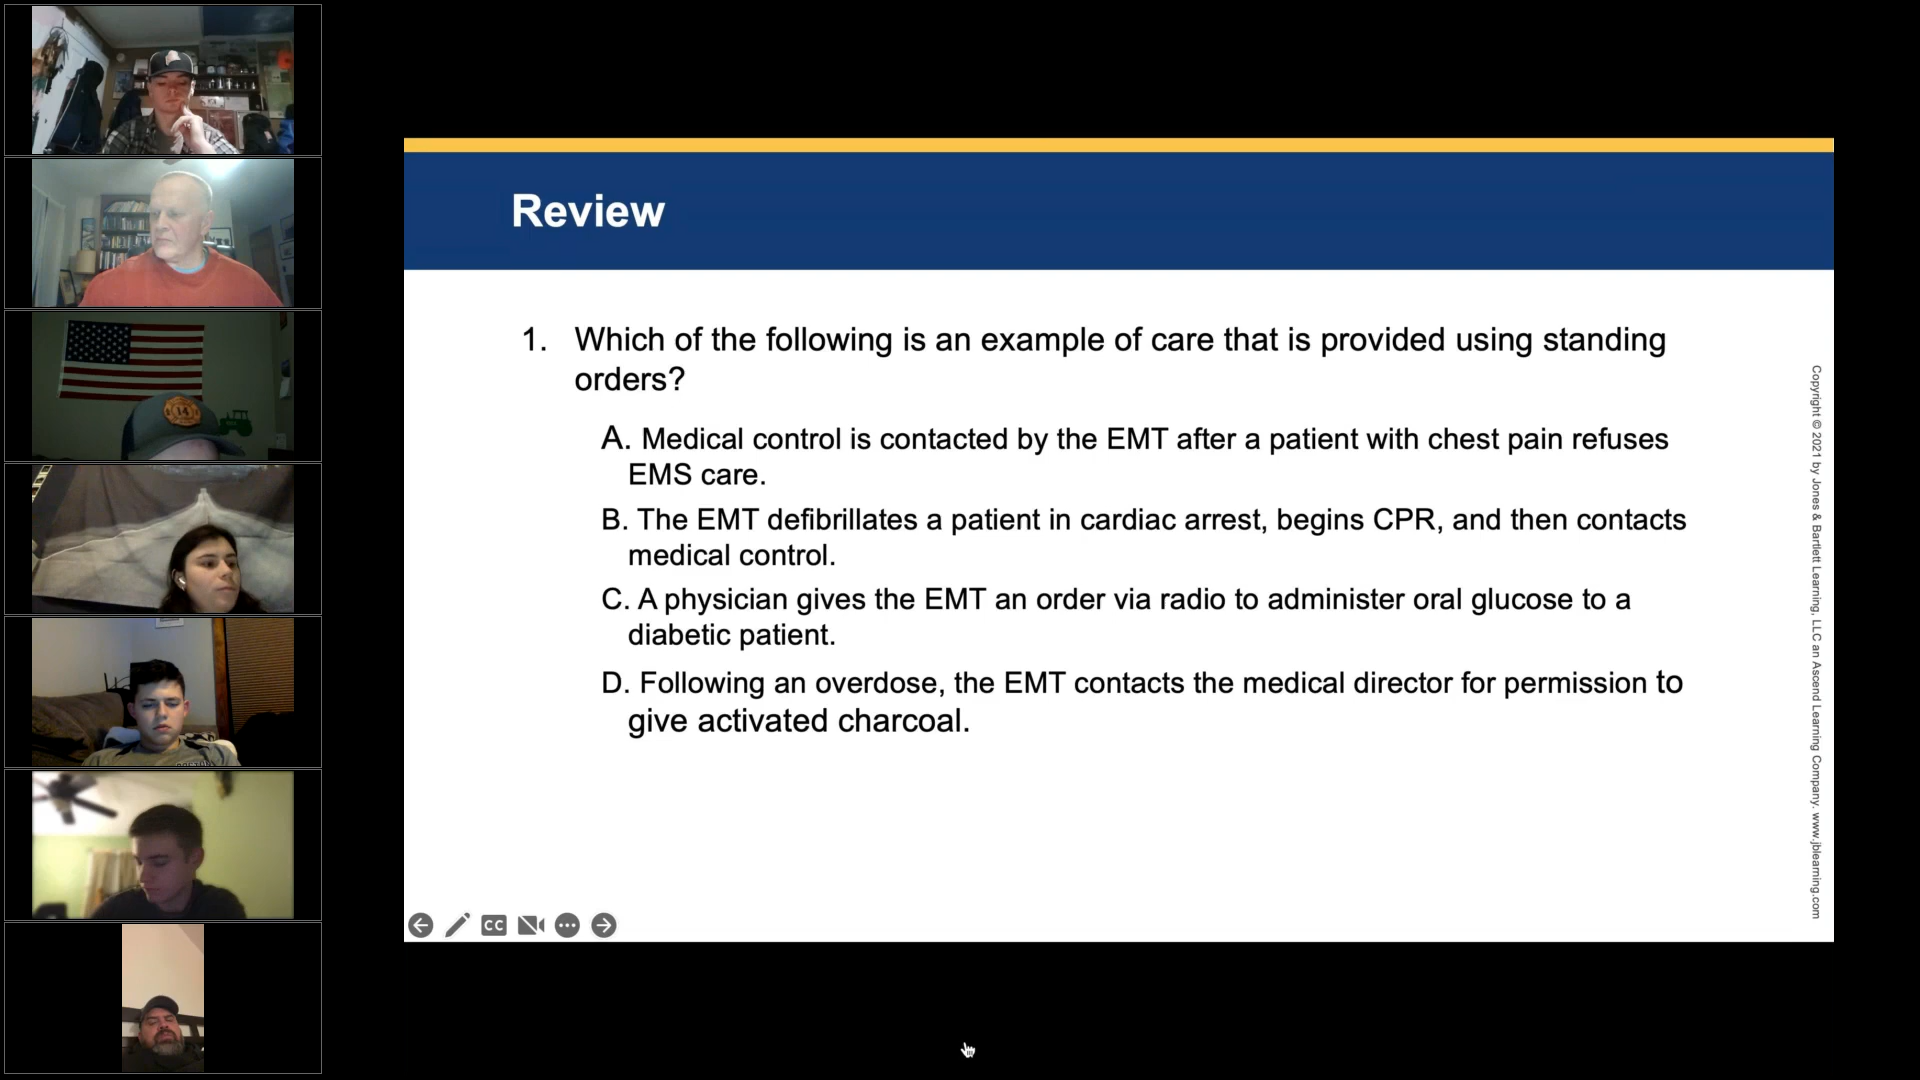 Review
1. Which of the following is an example of care that is provided using standing
orders?
A. Medical control is contacted by the EMT after a patient with chest pain refuses
EMS care.
B. The EMT defibrillates a patient in cardiac arrest, begins CPR, and then contacts
medical control.
C. A physician gives the EMT an order via radio to administer oral glucose to a
diabetic patient.
D. Following an overdose, the EMT contacts the medical director for permission to
give activated charcoal.
Copyright © 2021 by Jones & Bartlett Learning, LLC an Ascend Learning Company. www.jblearning.com
CC
14